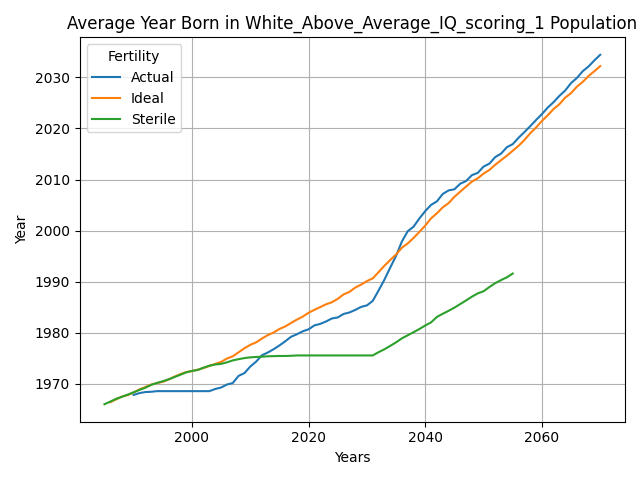 Average Year Born in White_Above_Average_IQ_scoring_1 Population
Fertility
Actual
Ideal
Sterile
Year
2030
2020
2010
2000
1990
1980
1970
2000 2020 2040 2060
Years